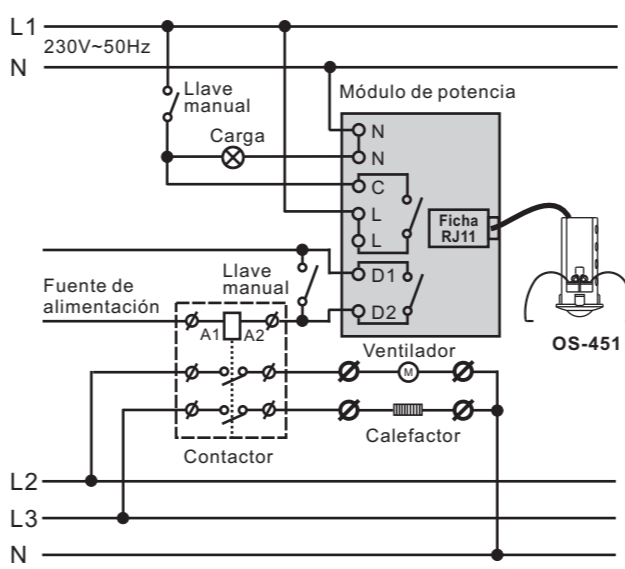 L1
230V~50Hz
N
Llave
manual
Módulo de potencia
Carga
N
N
C
L
L
Ficha
RJ11
D1
D2
Fuente de
alimentación
Llave
manual
A1
A2
OS-451
Ventilador
M
Calefactor
Contactor
L2
L3
N